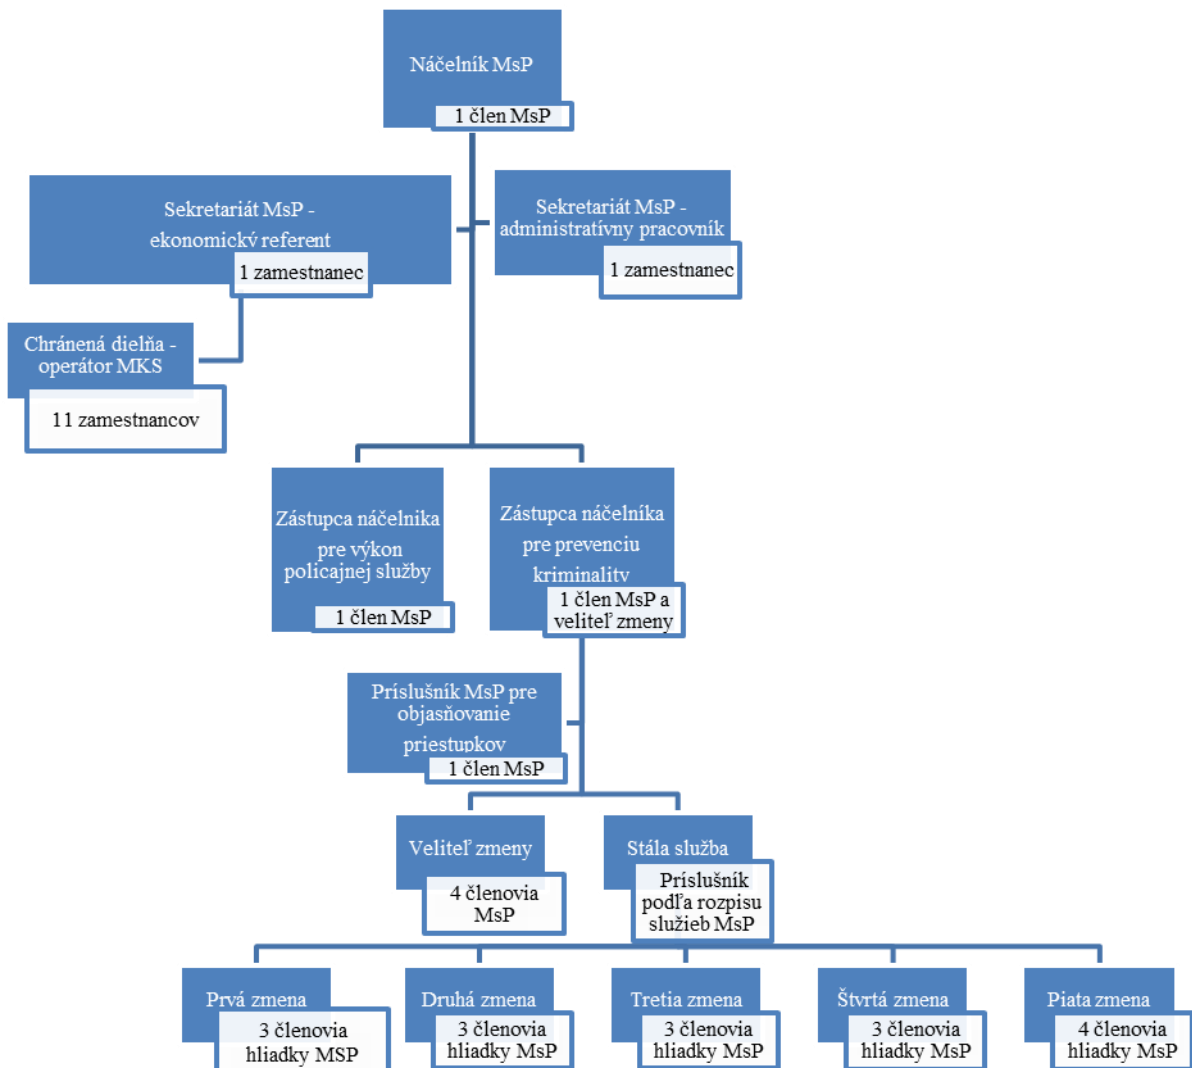 Náčelník MsP
1 člen MsP
Sekretariát MsP -
ekonomický referent
1 zamestnanec
Sekretariát MsP -
administratívny pracovník
1 zamestnanec
Chránená dielňa -
operátor MKS
11 zamestnancov
Zástupca náčelnika
pre výkon
policajnej služby
1 člen MsP
Zástupca náčelníka
pre prevenciu
kriminality
1 člen MsP a
veliteľ zmeny
Príslušník MsP pre
objasňovanie
priestupkov
1 člen MsP
Veliteľ zmeny
4 členovia
MsP
Stála služba
Príslušník
podľa rozpisu
služieb MsP
Prvá zmena
3 členovia
hliadky MSP
Druhá zmena
3 členovia
hliadky MsP
Tretia zmena
3 členovia
hliadky MsP
Štvrtá zmena
3 členovia
hliadky MsP
Piata zmena
4 členovia
hliadky MsP